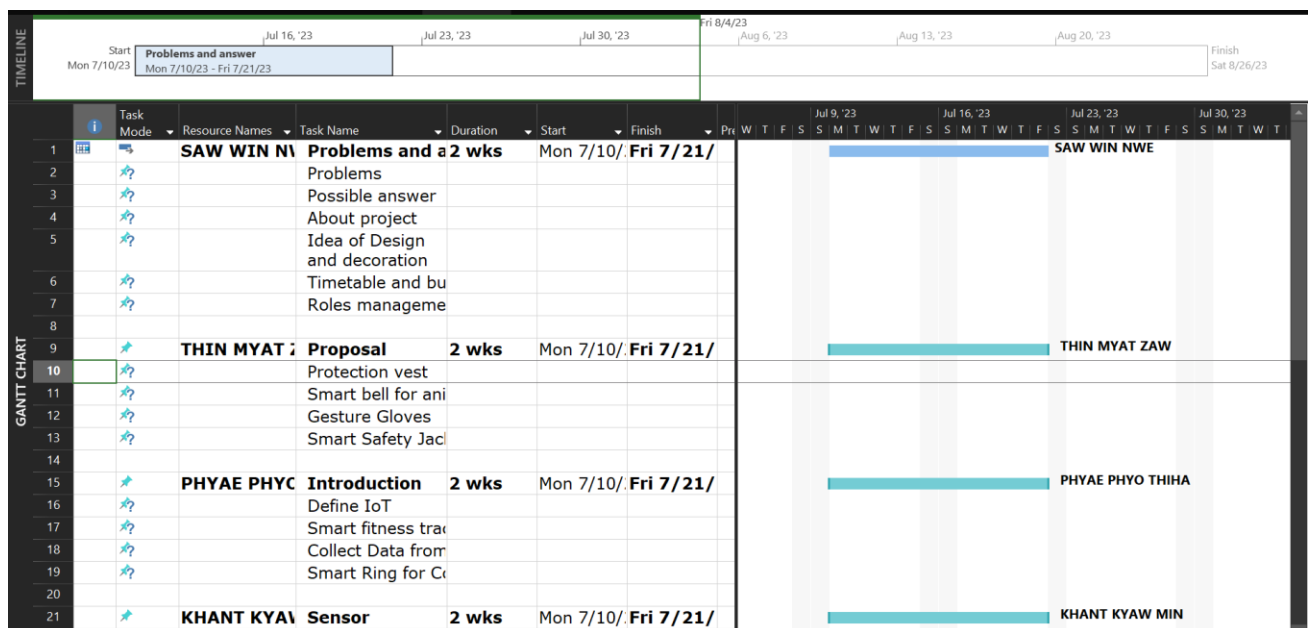 TIMELINE
Fri 8/4/23
Jul 16, '23 Jul 23, '23 Jul 30, '23 Aug 6, '23 Aug 13, '23 Aug 20, '23
Start
Mon 7/10/23
Problems and answer
Mon 7/10/23 - Fri 7/21/23
Finish
Sat 8/26/23
GANTT CHART
Task Mode Resource Names Task Name Duration Start Finish Pre
Jul 9, '23 Jul 16, '23 Jul 23, '23 Jul 30, '23
W T F S S M T W T F S S M T W T F S S M T W T F S S M T W T
1 SAW WIN NW Problems and a 2 wks Mon 7/10/ Fri 7/21/ SAW WIN NWE
2 Problems
3 Possible answer
4 About project
5 Idea of Design
and decoration
6 Timetable and bu
7 Roles manageme
8
9 THIN MYAT Z Proposal 2 wks Mon 7/10/ Fri 7/21/ THIN MYAT ZAW
10 Protection vest
11 Smart bell for ani
12 Gesture Gloves
13 Smart Safety Jac
14
15 PHYAE PHYO Introduction 2 wks Mon 7/10/ Fri 7/21/ PHYAE PHYO THIHA
16 Define IoT
17 Smart fitness trac
18 Collect Data from
19 Smart Ring for Co
20
21 KHANT KYAW Sensor 2 wks Mon 7/10/ Fri 7/21/ KHANT KYAW MIN